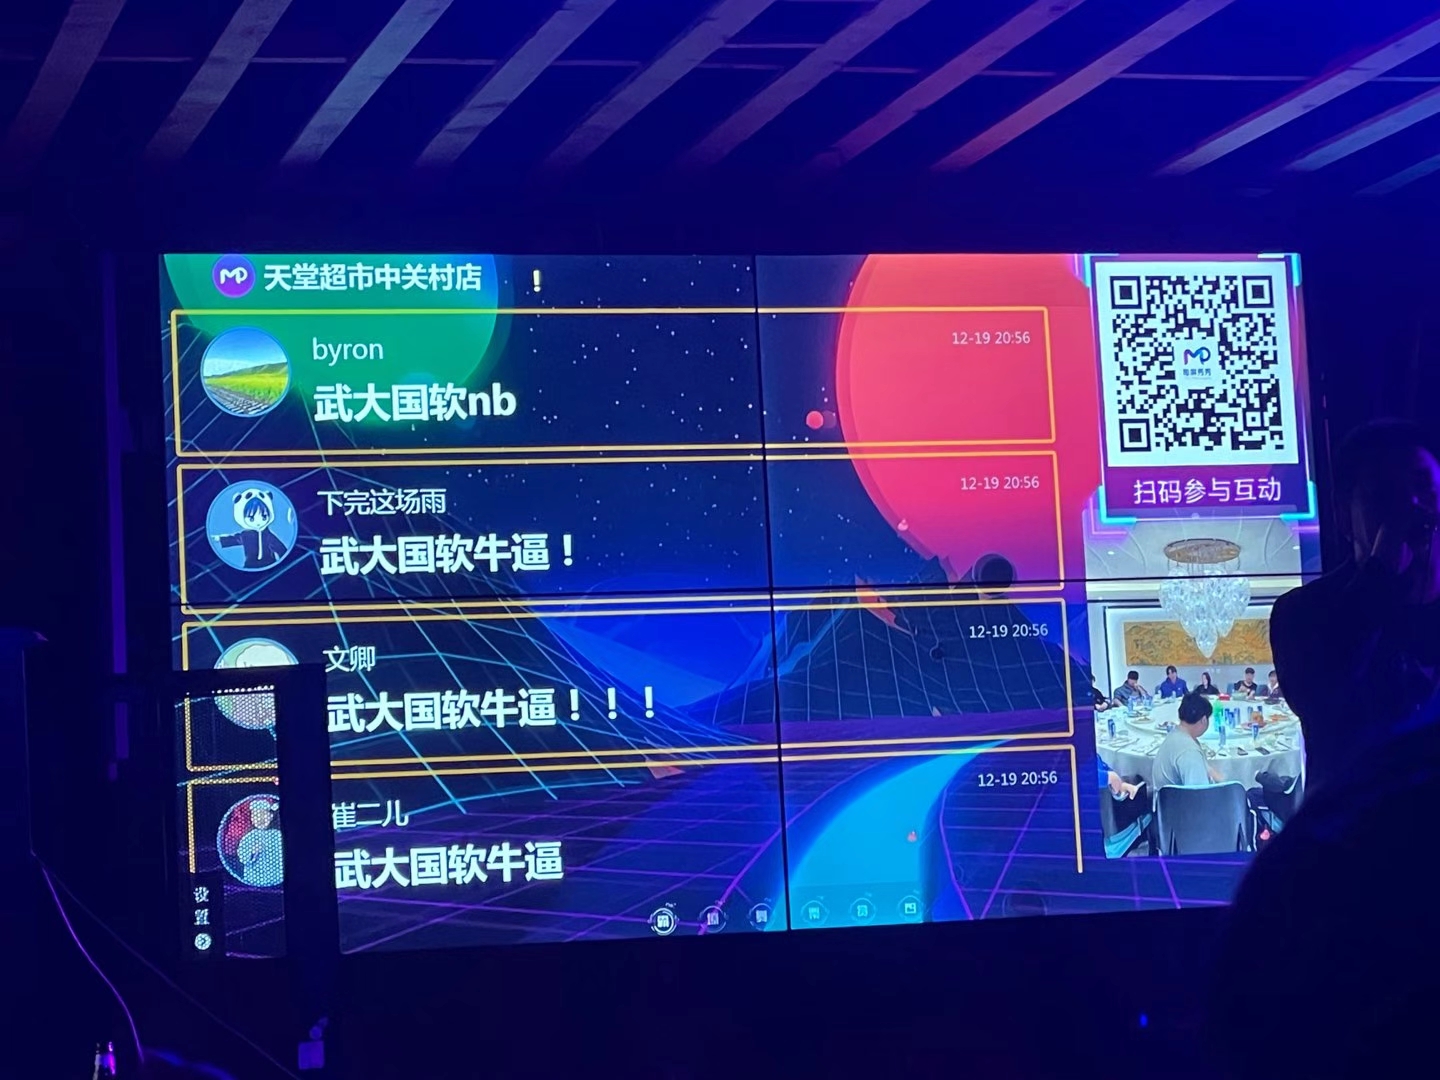 天堂超市中关村店
!
byron
12-19 20:56
武大国软nb
下完这场雨
12-19 20:56
武大国软牛逼！
文卿
12-19 20:56
武大国软牛逼！！！
崔二儿
12-19 20:56
武大国软牛逼
扫码参与互动
设置